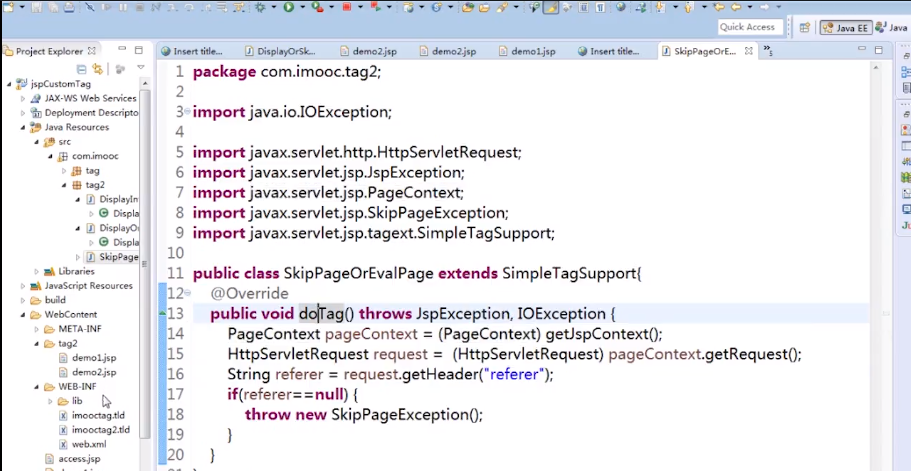 Quick Access
Java EE
Java
Project Explorer
Insert title...
DisplayOrSk...
demo2.jsp
demo2.jsp
demo1.jsp
Insert title...
SkipPageOrE...
jspCustomTag
JAX-WS Web Services
Deployment Descripto
Java Resources
src
com.imooc
tag
tag2
DisplayIn
Displa
DisplayO
Displa
SkipPage
Libraries
JavaScript Resources
build
WebContent
META-INF
tag2
demo1.jsp
demo2.jsp
WEB-INF
lib
imooctag.tld
imooctag2.tld
web.xml
access.jsp
1 package com.imooc.tag2;
2
3 import java.io.IOException;
4
5 import javax.servlet.http.HttpServletRequest;
6 import javax.servlet.jsp.JspException;
7 import javax.servlet.jsp.PageContext;
8 import javax.servlet.jsp.SkipPageException;
9 import javax.servlet.jsp.tagext.SimpleTagSupport;
10
11 public class SkipPageOrEvalPage extends SimpleTagSupport{
12 @Override
13 public void doTag() throws JspException, IOException {
14 PageContext pageContext = (PageContext) getJspContext();
15 HttpServletRequest request = (HttpServletRequest) pageContext.getRequest();
16 String referer = request.getHeader("referer");
17 if(referer==null) {
18 throw new SkipPageException();
19 }
20 }